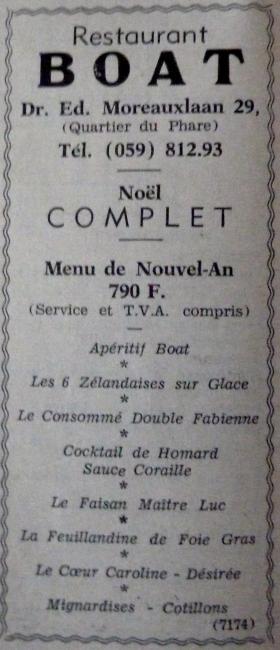 Restaurant
BOAT
Dr. Ed. Moreauxlaan 29,
(Quartier du Phare)
Tél. (059) 812.93
Noël
COMPLET
Menu de Nouvel-An
790 F.
(Service et T.V.A. compris)
Apéritif Boat
*
Les 6 Zélandaises sur Glace
*
Le Consommé Double Fabienne
*
Cocktail de Homard
Sauce Coraille
*
Le Faisan Maître Luc
*
La Feuillandine de Foie Gras
*
Le Cœur Caroline - Désirée
*
Mignardises - Cotillons
(7174)